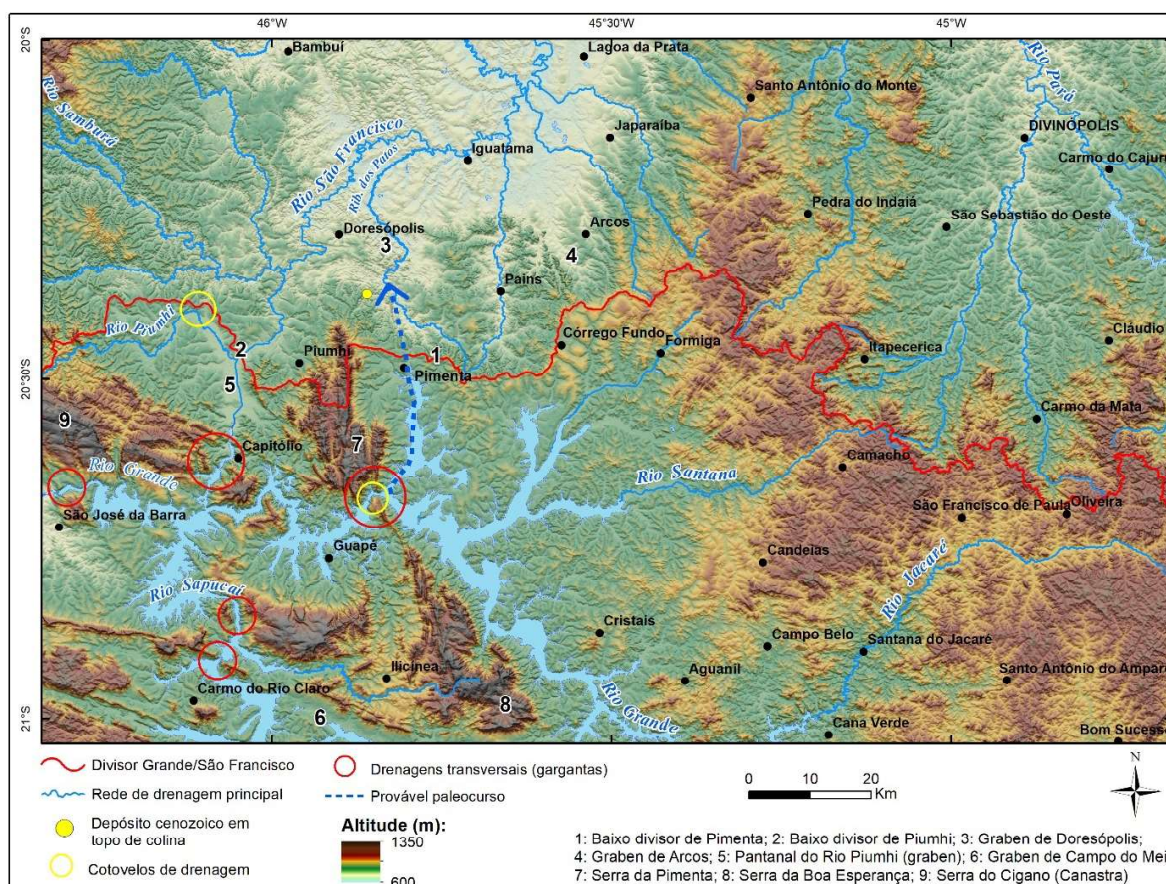 46°W
45°30'W
45°W
20°S
Bambuí
Lagoa da Prata
Rio Pará
Santo Antônio do Monte
Rio Samburá
Japaraíba
DIVINÓPOLIS
Rio São Francisco
Iguatama
Carmo do Cajuru
Rib. dos Patos
Pedra do Indaiá
São Sebastião do Oeste
Doresópolis
Arcos
3
4
Pains
Rio Piumhi
Córrego Fundo
Formiga
Itapecerica
Cláudio
2
Piumhi
1
Pimenta
20°30'S
5
9
Carmo da Mata
7
Capitólio
Camacho
Rio Grande
Rio Santana
São José da Barra
São Francisco de Paula
Oliveira
Guapé
Candeias
Rio Jacaré
Rio Sapucaí
Cristais
Campo Belo
Santana do Jacaré
Ilicínea
Aguanil
Santo Antônio do Ampar
Carmo do Rio Claro
8
6
Rio Grande
21°S
Cana Verde
Bom Sucess
Divisor Grande/São Francisco
Drenagens transversais (gargantas)
N
Rede de drenagem principal
Provável paleocurso
0 10 20
Km
Depósito cenozoico em
topo de colina
Altitude (m):
1350
600
Cotovelos de drenagem
1: Baixo divisor de Pimenta; 2: Baixo divisor de Piumhi; 3: Graben de Doresópolis;
4: Graben de Arcos; 5: Pantanal do Rio Piumhi (graben); 6: Graben de Campo do Mei
7: Serra da Pimenta; 8: Serra da Boa Esperança; 9: Serra do Cigano (Canastra)